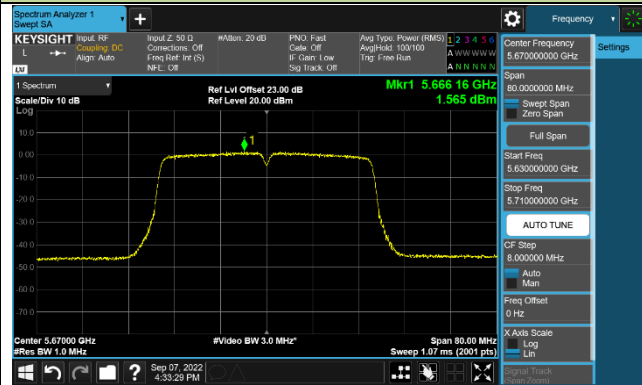 Spectrum Analyzer 1
Swept SA
Frequency
KEYSIGHT
L
LXI
Input: RF
Coupling: DC
Align: Auto
Input Z: 50 Ω
Corrections: Off
Freq Ref: Int (S)
NFE: Off
#Atten: 20 dB
PNO: Fast
Gate: Off
IF Gain: Low
Sig Track: Off
Avg Type: Power (RMS)
Avg|Hold: 100/100
Trig: Free Run
1 2 3 4 5 6
A W W W W W
A N N N N N
1 Spectrum
Scale/Div 10 dB
Log
Ref Lvl Offset 23.00 dB
Ref Level 20.00 dBm
Mkr1 5.666 16 GHz
1.565 dBm
1
10.0
0.00
-10.0
-20.0
-30.0
-40.0
-50.0
-60.0
-70.0
Center 5.67000 GHz
#Res BW 1.0 MHz
#Video BW 3.0 MHz*
Span 80.00 MHz
Sweep 1.07 ms (2001 pts)
Center Frequency
5.670000000 GHz
Span
80.0000000 MHz
Swept Span
Zero Span
Full Span
Start Freq
5.630000000 GHz
Stop Freq
5.710000000 GHz
AUTO TUNE
CF Step
8.000000 MHz
Auto
Man
Freq Offset
0 Hz
X Axis Scale
Log
Lin
Signal Track
(Span Zoom)
Settings
?
Sep 07, 2022
4:33:29 PM